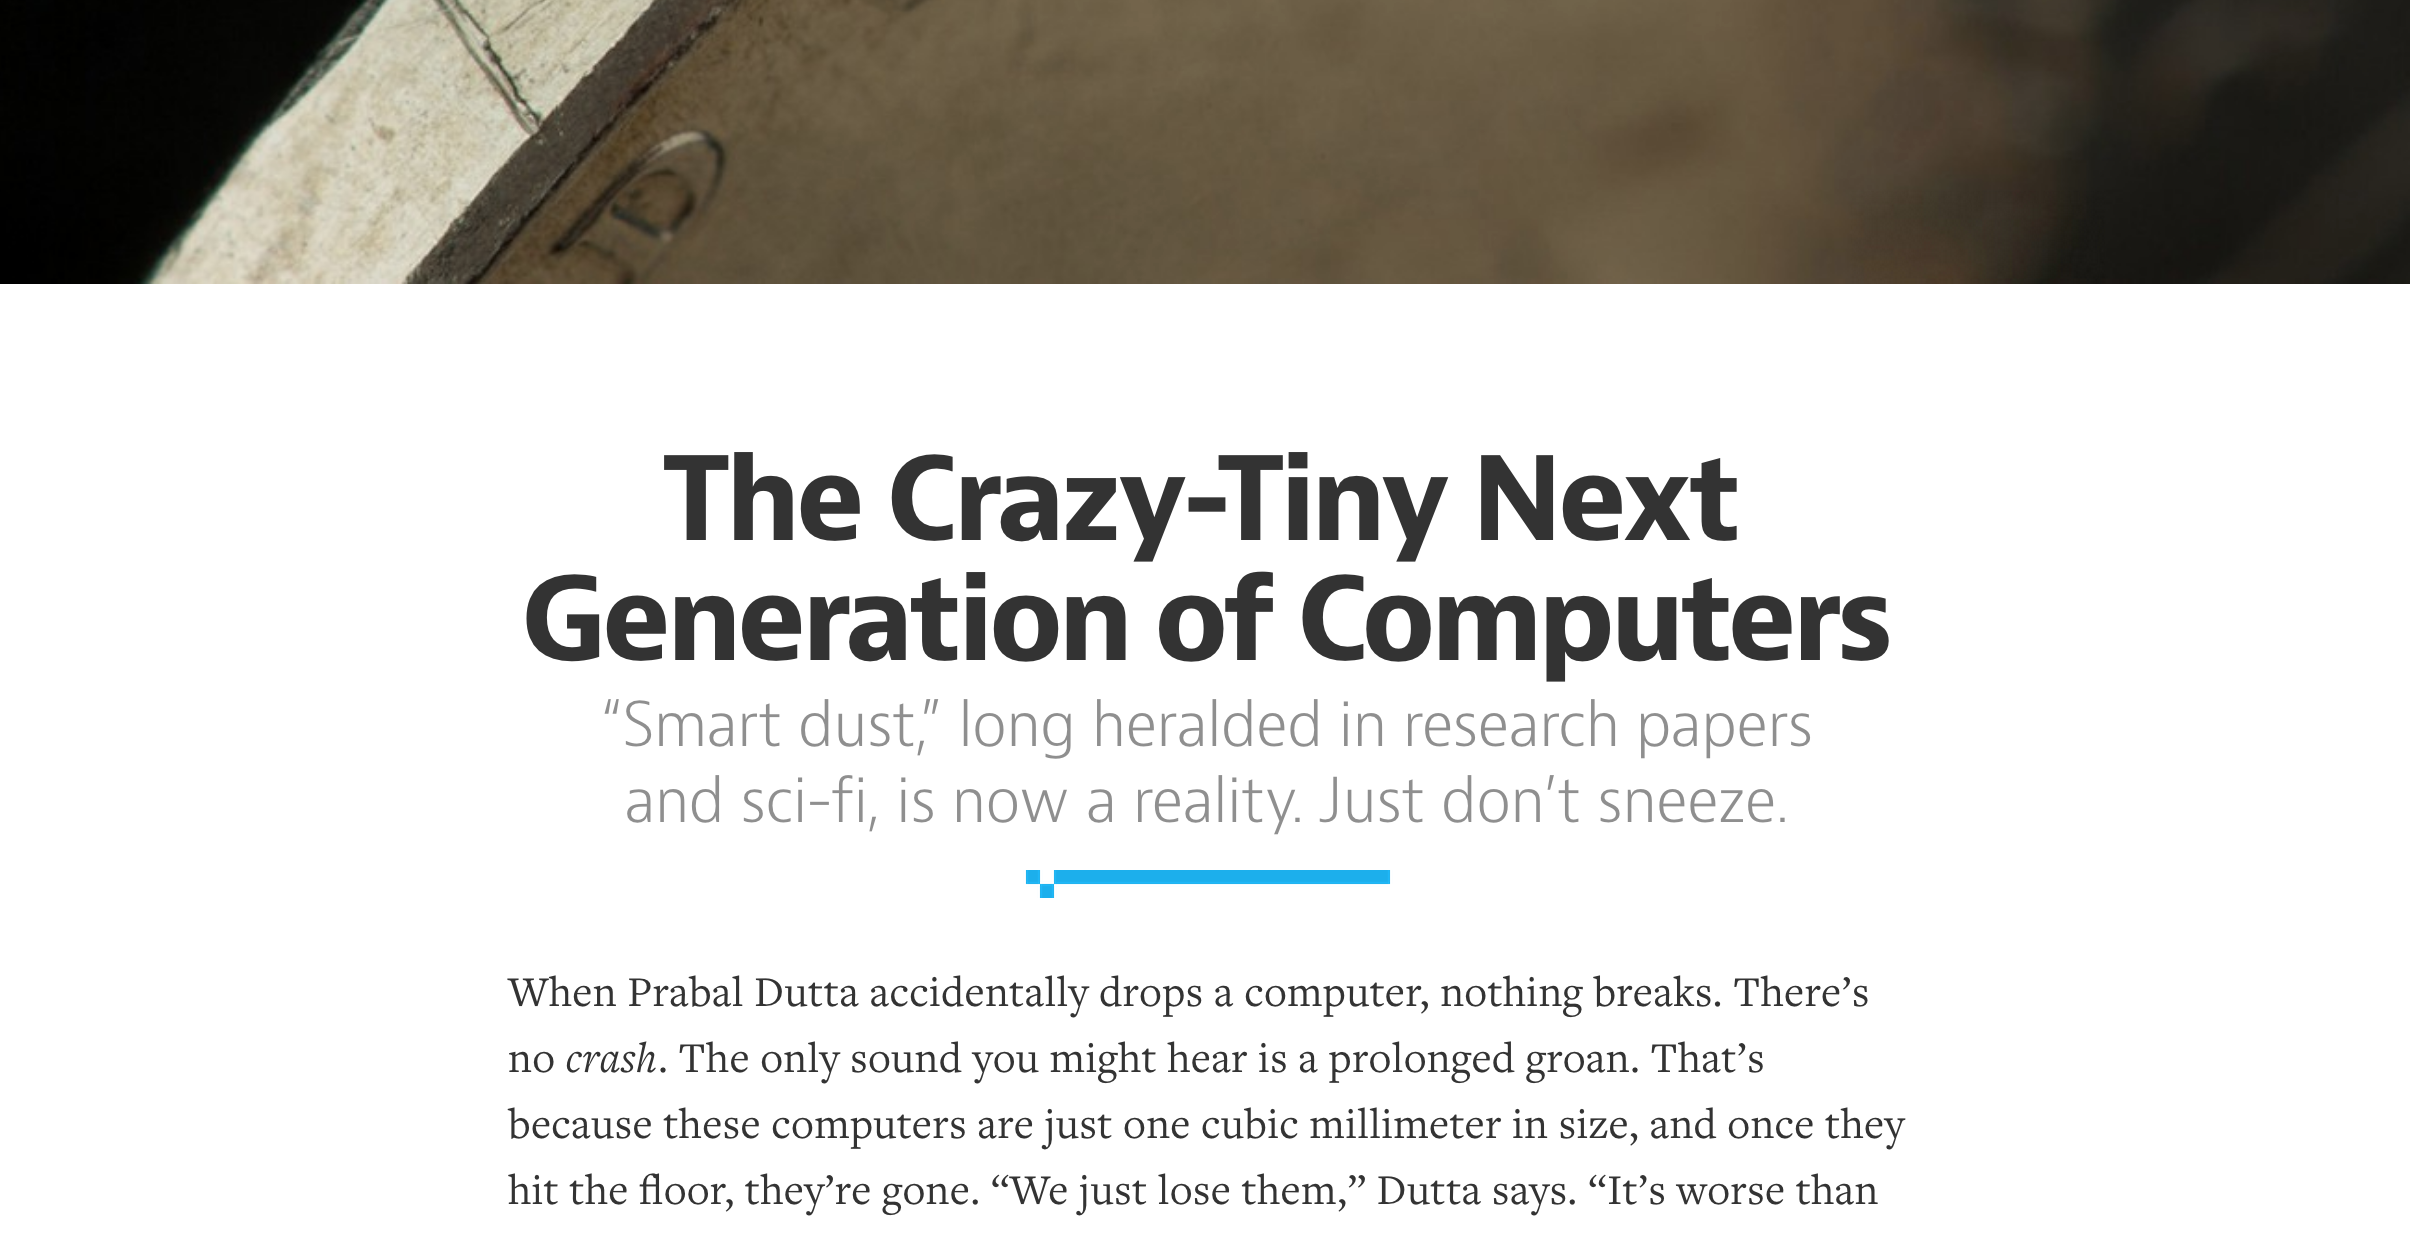 The Crazy-Tiny Next
Generation of Computers
“Smart dust,” long heralded in research papers
and sci-fi, is now a reality. Just don’t sneeze.
When Prabal Dutta accidentally drops a computer, nothing breaks. There’s
no crash. The only sound you might hear is a prolonged groan. That’s
because these computers are just one cubic millimeter in size, and once they
hit the floor, they’re gone. “We just lose them,” Dutta says. “It’s worse than